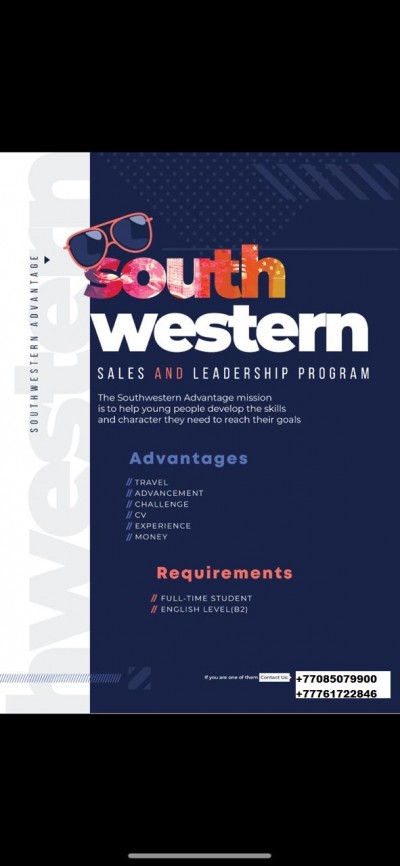 SOUTHWESTERN ADVANTAGE
south
western
SALES AND LEADERSHIP PROGRAM
The Southwestern Advantage mission
is to help young people develop the skills
and character they need to reach their goals
Advantages
// TRAVEL
// ADVANCEMENT
// CHALLENGE
// CV
// EXPERIENCE
// MONEY
Requirements
// FULL-TIME STUDENT
// ENGLISH LEVEL(B2)
If you are one of them Contact Us: +77085079900
+77761722846
hwestern